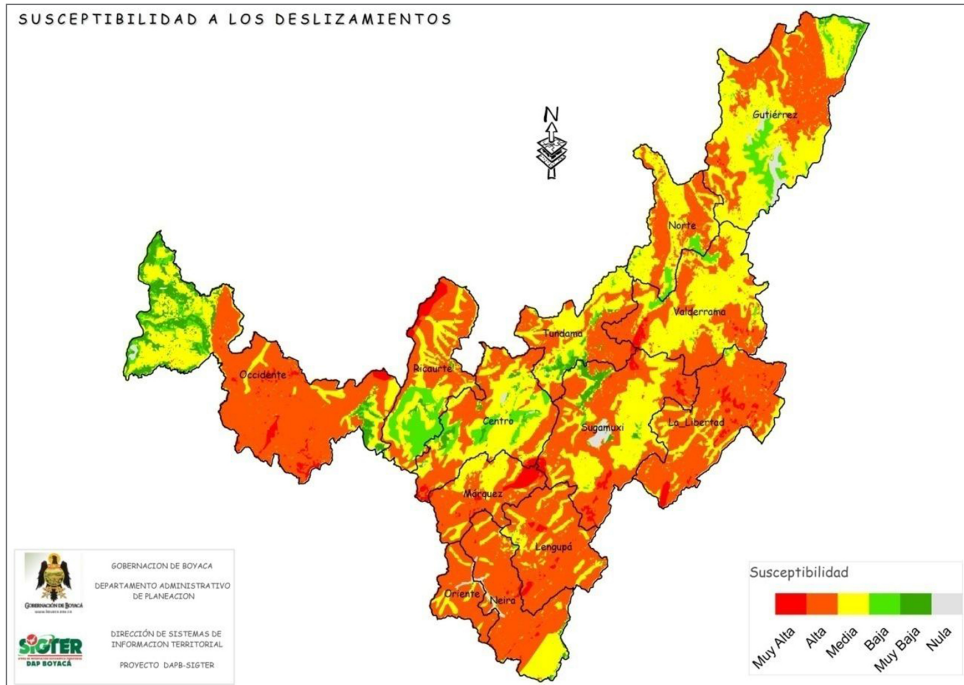 SUSCEPTIBILIDAD A LOS DESLIZAMIENTOS
N
Gutiérrez
Norte
Valderrama
Tundama
Occidente
Ricaurte
Centro
Sugamuxi
La Libertad
Márquez
Lengupá
Oriente
Neira
GOBERNACIÓN DE BOYACÁ
GOBERNACION DE BOYACA
DEPARTAMENTO ADMINISTRATIVO
DE PLANEACION
SIGTER
DAP BOYACÁ
DIRECCIÓN DE SISTEMAS DE
INFORMACION TERRITORIAL
PROYECTO DAPB-SIGTER
Susceptibilidad
Muy Alta
Alta
Media
Baja
Muy Baja
Nula